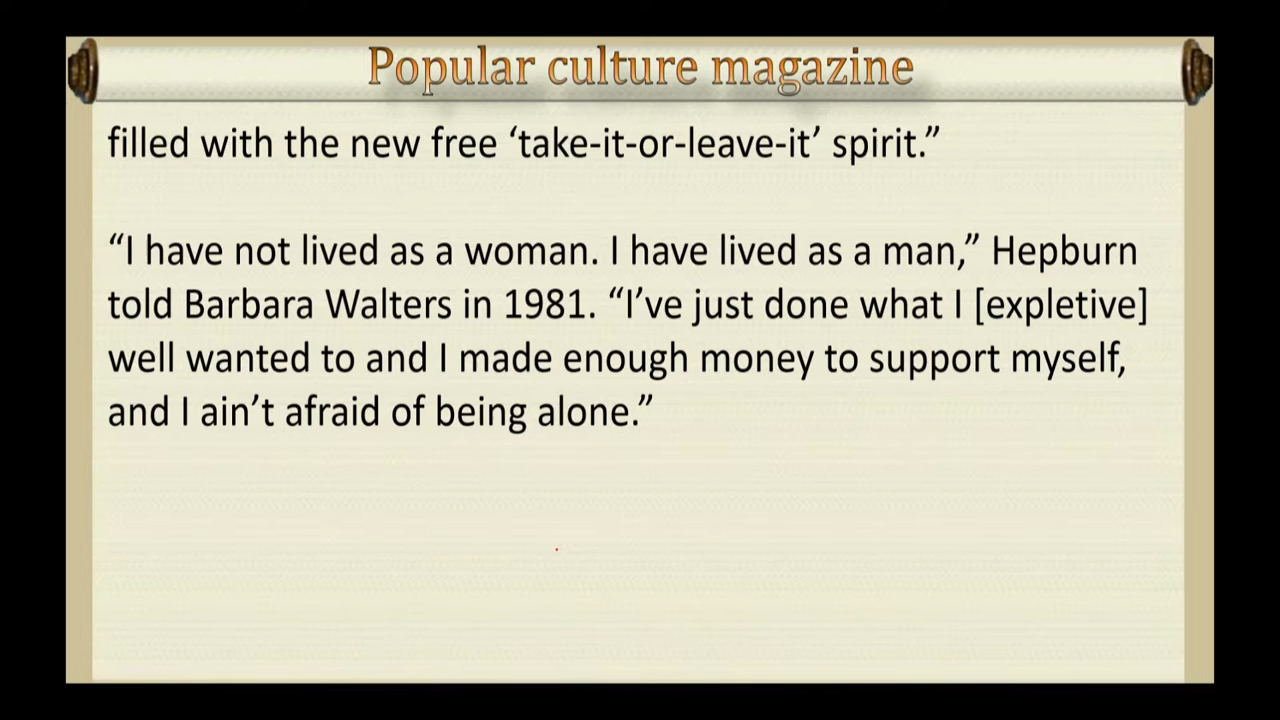 Popular culture magazine
filled with the new free ‘take-it-or-leave-it’ spirit.”
“I have not lived as a woman. I have lived as a man,” Hepburn
told Barbara Walters in 1981. “I’ve just done what I [expletive]
well wanted to and I made enough money to support myself,
and I ain’t afraid of being alone.”